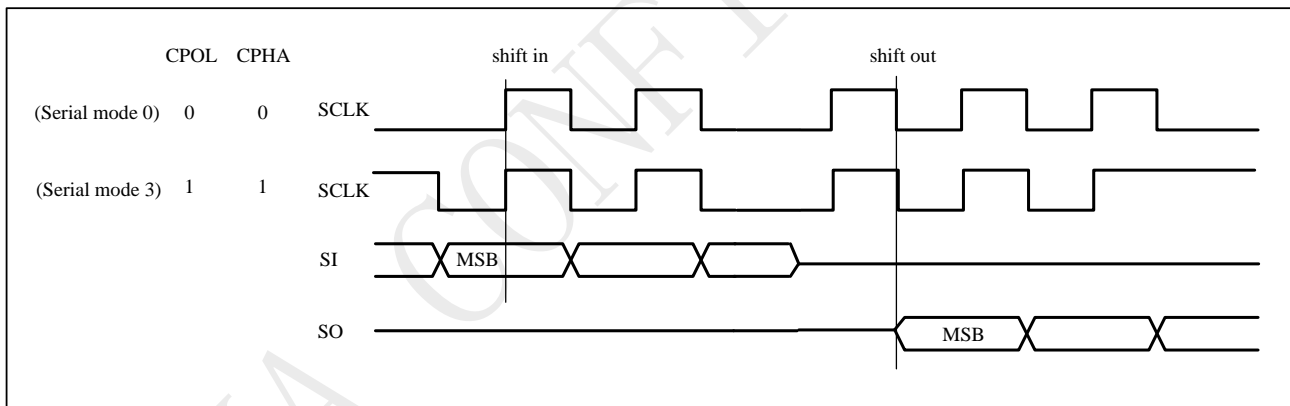 CPOL CPHA shift in shift out
(Serial mode 0) 0 0 SCLK
(Serial mode 3) 1 1 SCLK
SI MSB
SO MSB